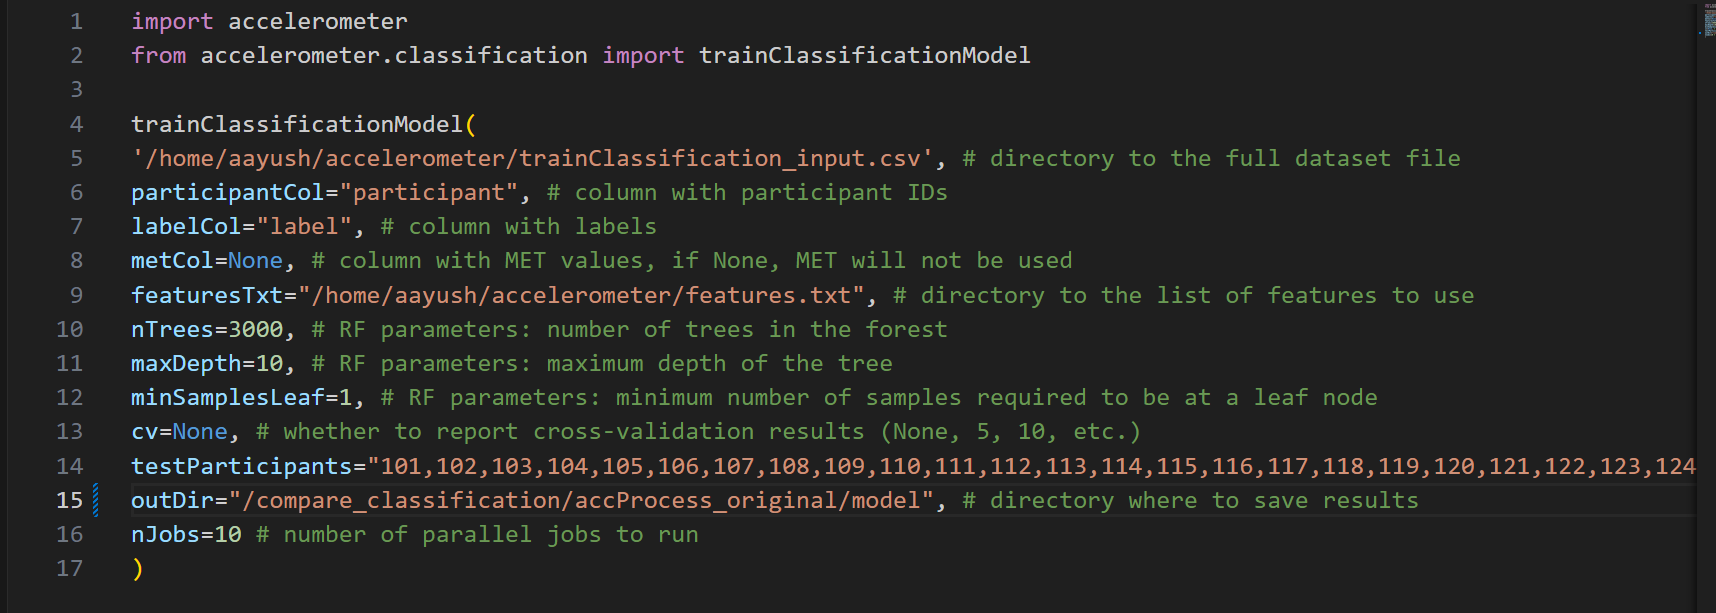 1 import accelerometer
2 from accelerometer.classification import trainClassificationModel
3
4 trainClassificationModel(
5 '/home/aayush/accelerometer/trainClassification_input.csv', # directory to the full dataset file
6 participantCol="participant", # column with participant IDs
7 labelCol="label", # column with labels
8 metCol=None, # column with MET values, if None, MET will not be used
9 featuresTxt="/home/aayush/accelerometer/features.txt", # directory to the list of features to use
10 nTrees=3000, # RF parameters: number of trees in the forest
11 maxDepth=10, # RF parameters: maximum depth of the tree
12 minSamplesLeaf=1, # RF parameters: minimum number of samples required to be at a leaf node
13 cv=None, # whether to report cross-validation results (None, 5, 10, etc.)
14 testParticipants="101,102,103,104,105,106,107,108,109,110,111,112,113,114,115,116,117,118,119,120,121,122,123,124
15 outDir="/compare_classification/accProcess_original/model", # directory where to save results
16 nJobs=10 # number of parallel jobs to run
17 )